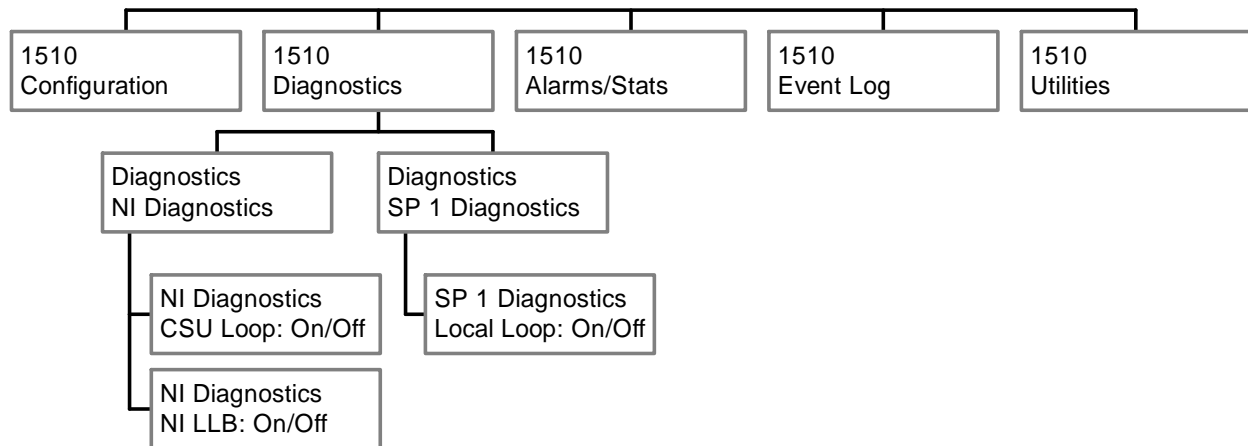 1510
Configuration
1510
Diagnostics
1510
Alarms/Stats
1510
Event Log
1510
Utilities
Diagnostics
NI Diagnostics
Diagnostics
SP 1 Diagnostics
NI Diagnostics
CSU Loop: On/Off
SP 1 Diagnostics
Local Loop: On/Off
NI Diagnostics
NI LLB: On/Off